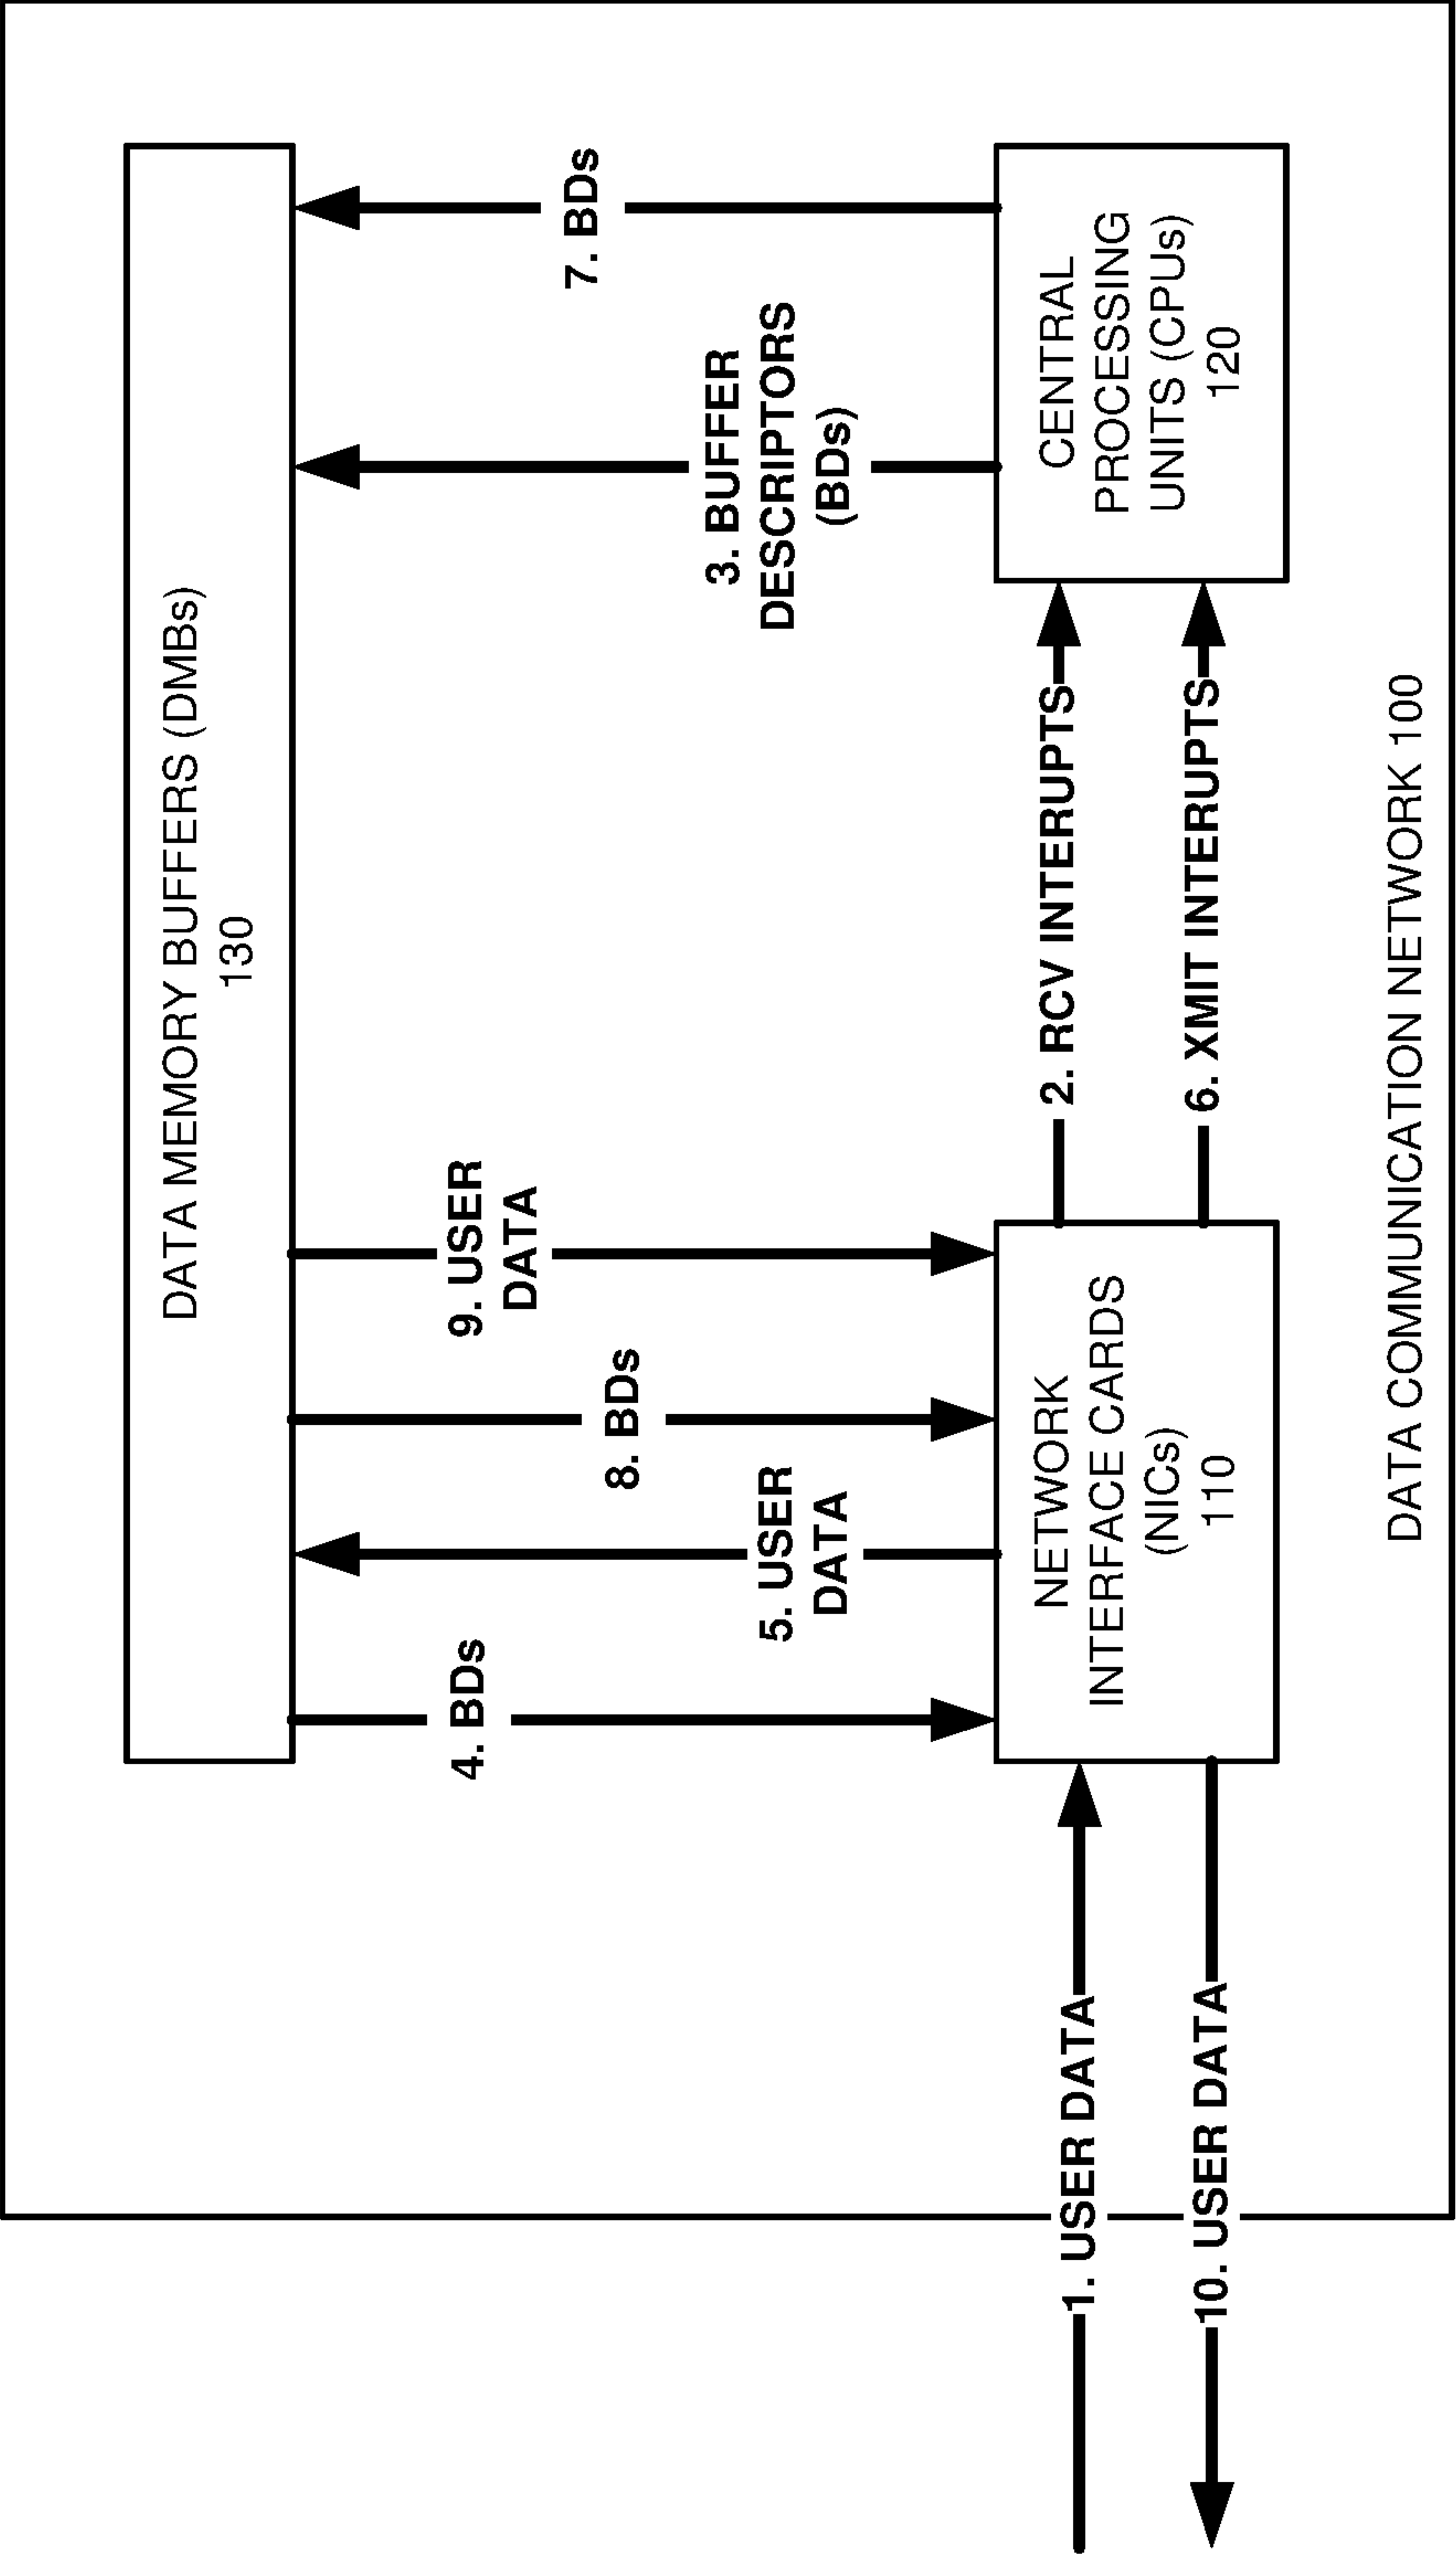 DATA MEMORY BUFFERS (DMBs)
130
9. USER
DATA
8. BDs
5. USER
DATA
4. BDs
7. BDs
3. BUFFER
DESCRIPTORS
(BDs)
1. USER DATA
10. USER DATA
NETWORK
INTERFACE CARDS
(NICs)
110
2. RCV INTERUPTS
6. XMIT INTERUPTS
CENTRAL
PROCESSING
UNITS (CPUs)
120
DATA COMMUNICATION NETWORK 100